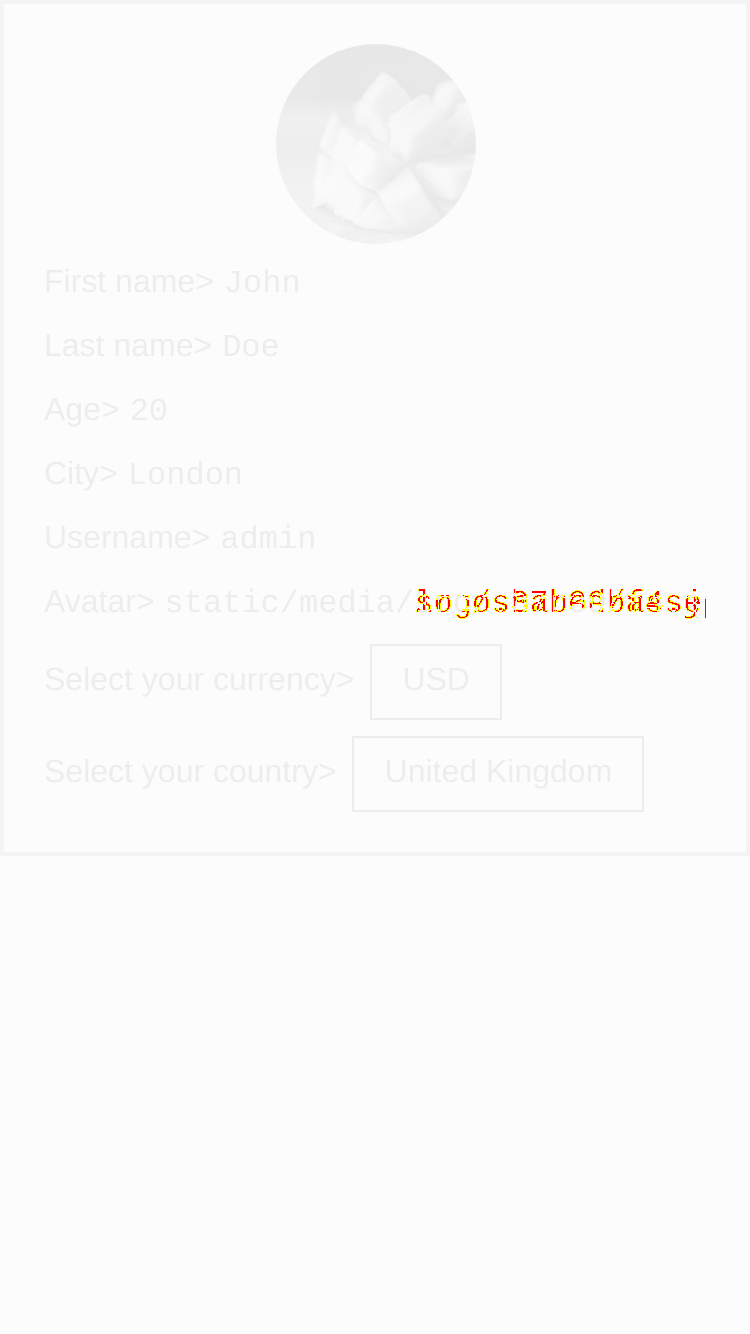 First name> John
Last name> Doe
Age> 20
City> London
Username> admin
Avatar> static/media/
Select your currency> USD
Select your country> United Kingdom